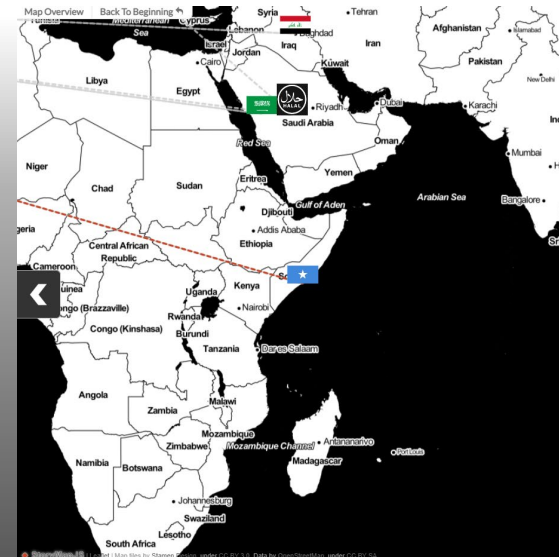 Map Overview
Back To Beginning
Mediterranean
Sea
Cyprus
Syria
Lebanon
Israel
Jordan
Baghdad
Iraq
Tehran
Iran
Kuwait
Afghanistan
Islamabad
Pakistan
New Delhi
Karachi
Cairo
Libya
Egypt
حلال
HALAL
Riyadh
Dubai
Saudi Arabia
Oman
Mumbai
Red Sea
Yemen
Arabian Sea
Bangalore
Niger
Chad
Sudan
Eritrea
Gulf of Aden
Djibouti
Addis Ababa
Ethiopia
Central African
Republic
Cameroon
Uganda
Kenya
Nairobi
Congo (Kinshasa)
Rwanda
Burundi
Tanzania
Dar es Salaam
Angola
Malawi
Zambia
Mozambique
Zimbabwe
Mozambique Channel
Antananarivo
Madagascar
Port Louis
Namibia
Botswana
Johannesburg
Swaziland
Lesotho
South Africa
StoryMapJS
Leaflet | Map tiles by Stamen Design, under CC BY 3.0. Data by OpenStreetMap, under CC BY SA